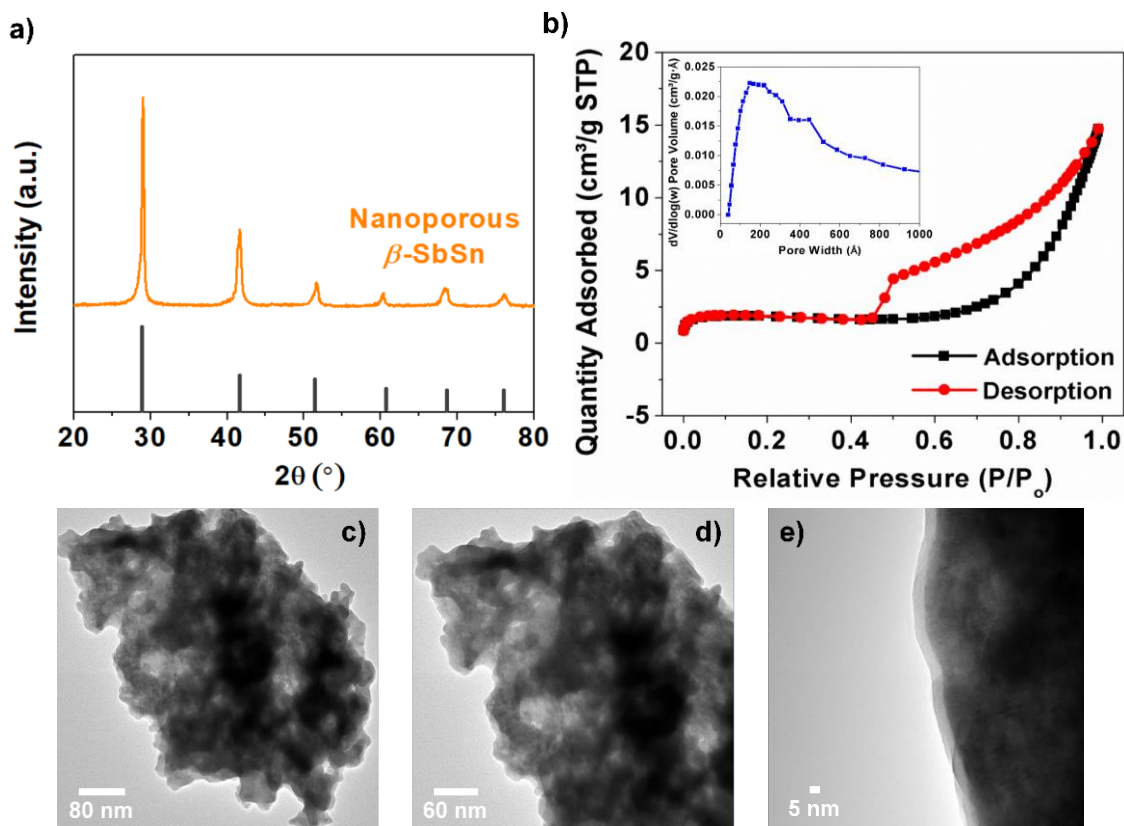 a)
Intensity (a.u.)
Nanoporous
β-SbSn
20 30 40 50 60 70 80
2θ (°)
b)
Quantity Adsorbed (cm³/g STP)
20
15
10
5
0
-5
dV/dlog(w) Pore Volume (cm³/g·Å)
0.025
0.020
0.015
0.010
0.005
0.000
0 200 400 600 800 1000
Pore Width (Å)
Adsorption
Desorption
0.0 0.2 0.4 0.6 0.8 1.0
Relative Pressure (P/Pₒ)
c)
80 nm
d)
60 nm
e)
5 nm